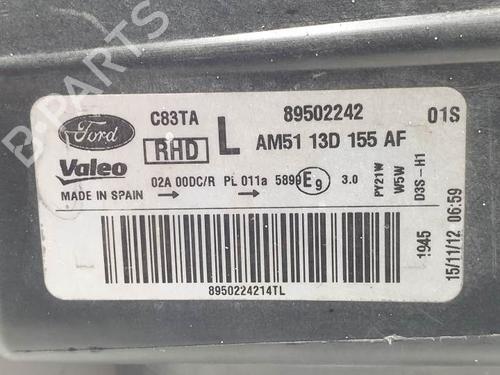 B-PARTS
Ford
C83TA
89502242
01S
RHD
L
AM51 13D 155 AF
Valeo
MADE IN SPAIN
02A 00DC/R PL 011a 5899 E9 3.0
PY21W
W5W
D3S-H1
1945
15/11/12 06:59
8950224214TL